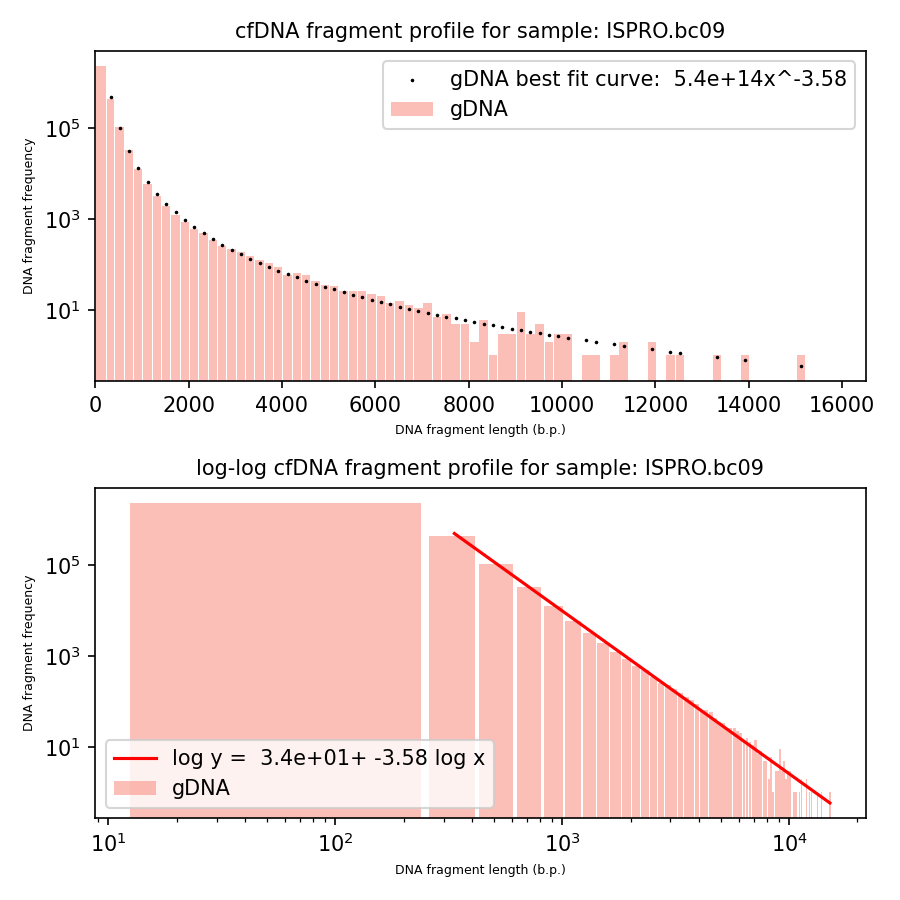 cfDNA fragment profile for sample: ISPRO.bc09
gDNA best fit curve:  5.4e+14x^-3.58
gDNA
DNA fragment frequency
10^5
10^3
10^1
0 2000 4000 6000 8000 10000 12000 14000 16000
DNA fragment length (b.p.)
log-log cfDNA fragment profile for sample: ISPRO.bc09
DNA fragment frequency
10^5
10^3
10^1
log y =  3.4e+01+ -3.58 log x
gDNA
10^1 10^2 10^3 10^4
DNA fragment length (b.p.)